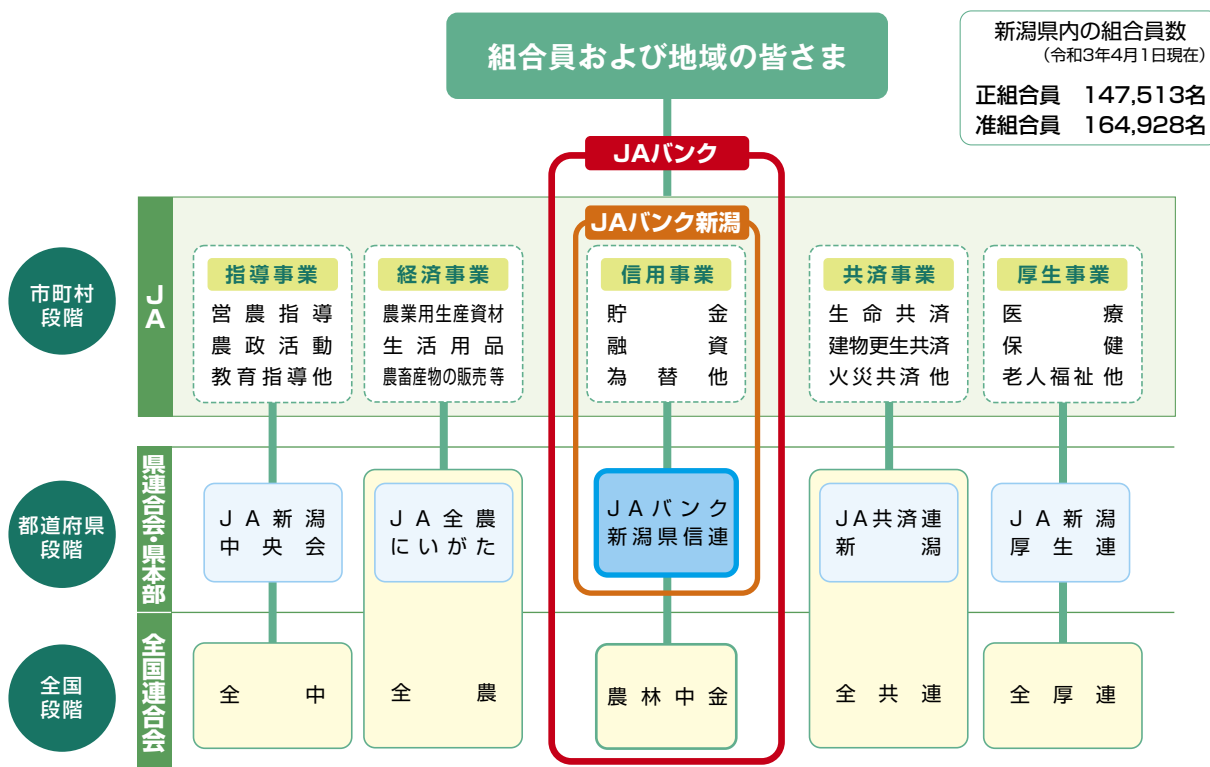 組合員および地域の皆さま
新潟県内の組合員数
(令和3年4月1日現在)
正組合員 147,513名
准組合員 164,928名
JAバンク
JAバンク新潟
市町村
段階
JA
指導事業
営農指導
農政活動
教育指導他
経済事業
農業用生産資材
生活用品
農畜産物の販売等
信用事業
貯金
融資
為替他
共済事業
生命共済
建物更生共済
火災共済他
厚生事業
医療
保健
老人福祉他
都道府県
段階
県連合会・県本部
JA新潟
中央会
JA全農
にいがた
JAバンク
新潟県信連
JA共済連
新潟
JA新潟
厚生連
全国
段階
全国連合会
全中
全農
農林中金
全共連
全厚連